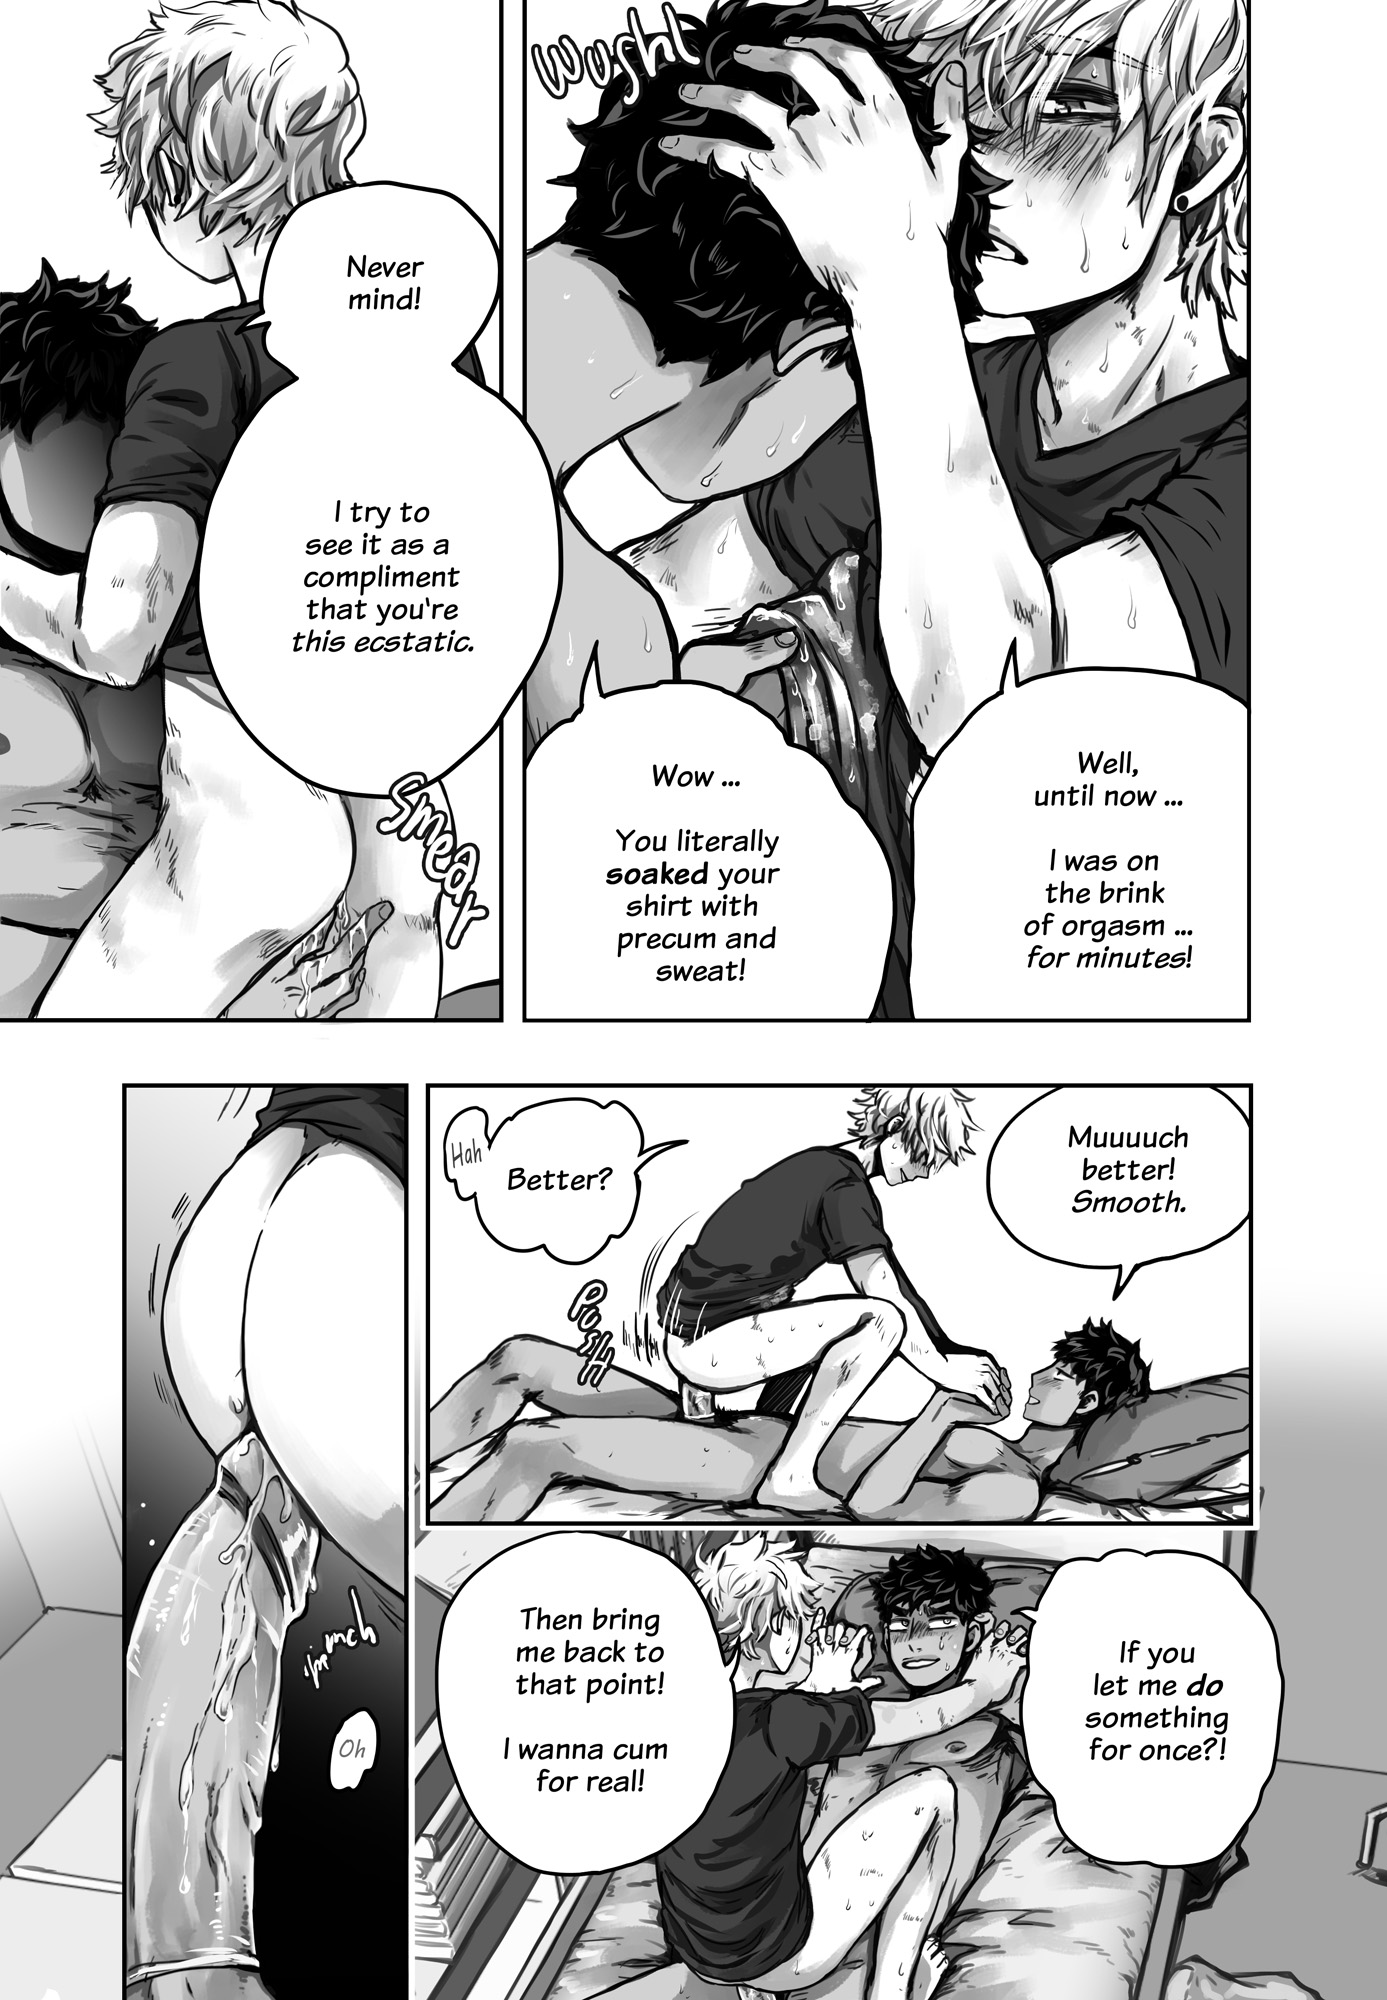 Never
mind!
I try to
see it as a
compliment
that you're
this ecstatic.
Smear
Wush!
Wow ...
You literally
soaked your
shirt with
precum and
sweat!
Well,
until now ...
I was on
the brink
of orgasm ...
for minutes!
Oh
Hah
Better?
Push
Muuuuch
better!
Smooth.
Then bring
me back to
that point!
I wanna cum
for real!
If you
let me do
something
for once?!